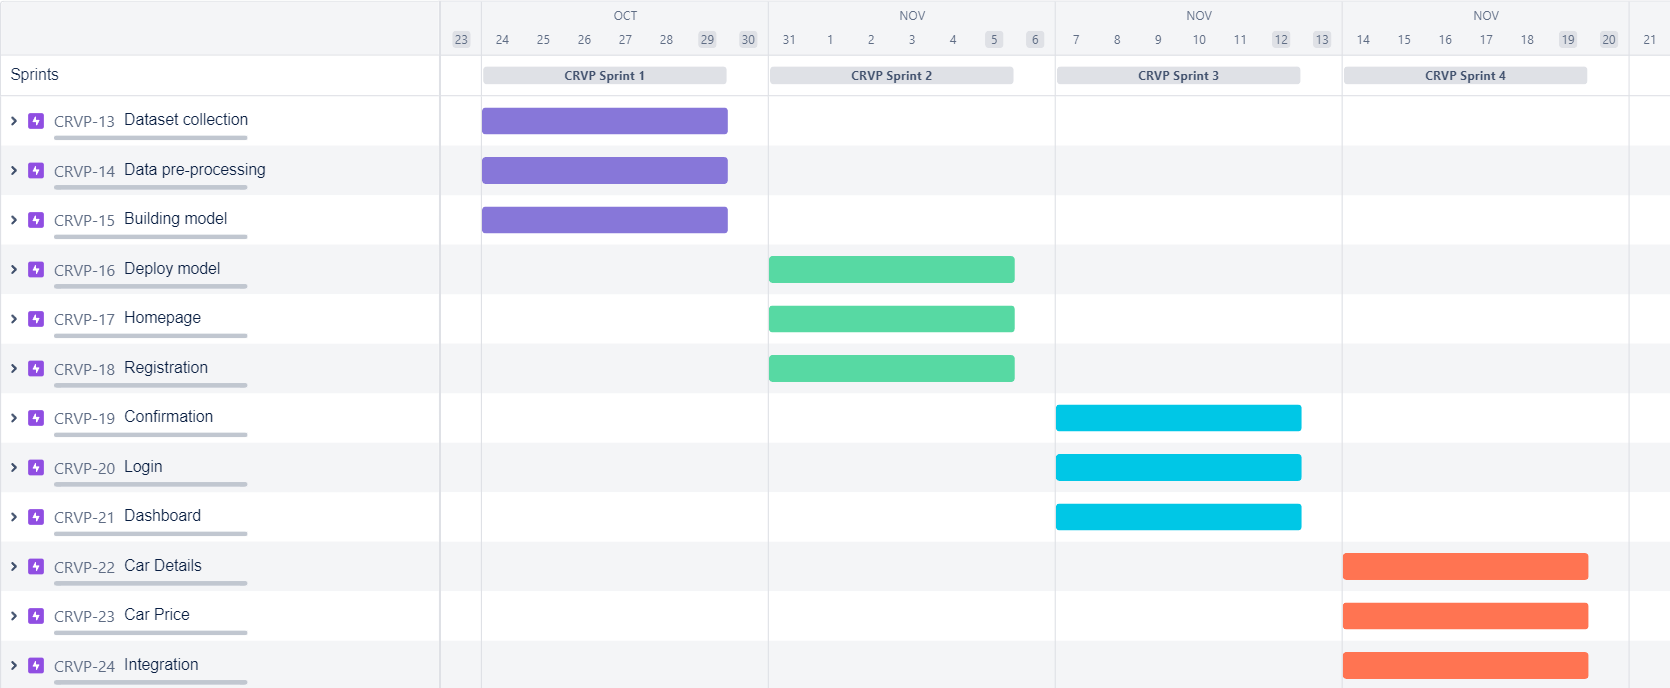 OCT NOV NOV NOV
23 24 25 26 27 28 29 30 31 1 2 3 4 5 6 7 8 9 10 11 12 13 14 15 16 17 18 19 20 21
Sprints CRVP Sprint 1 CRVP Sprint 2 CRVP Sprint 3 CRVP Sprint 4
CRVP-13 Dataset collection
CRVP-14 Data pre-processing
CRVP-15 Building model
CRVP-16 Deploy model
CRVP-17 Homepage
CRVP-18 Registration
CRVP-19 Confirmation
CRVP-20 Login
CRVP-21 Dashboard
CRVP-22 Car Details
CRVP-23 Car Price
CRVP-24 Integration